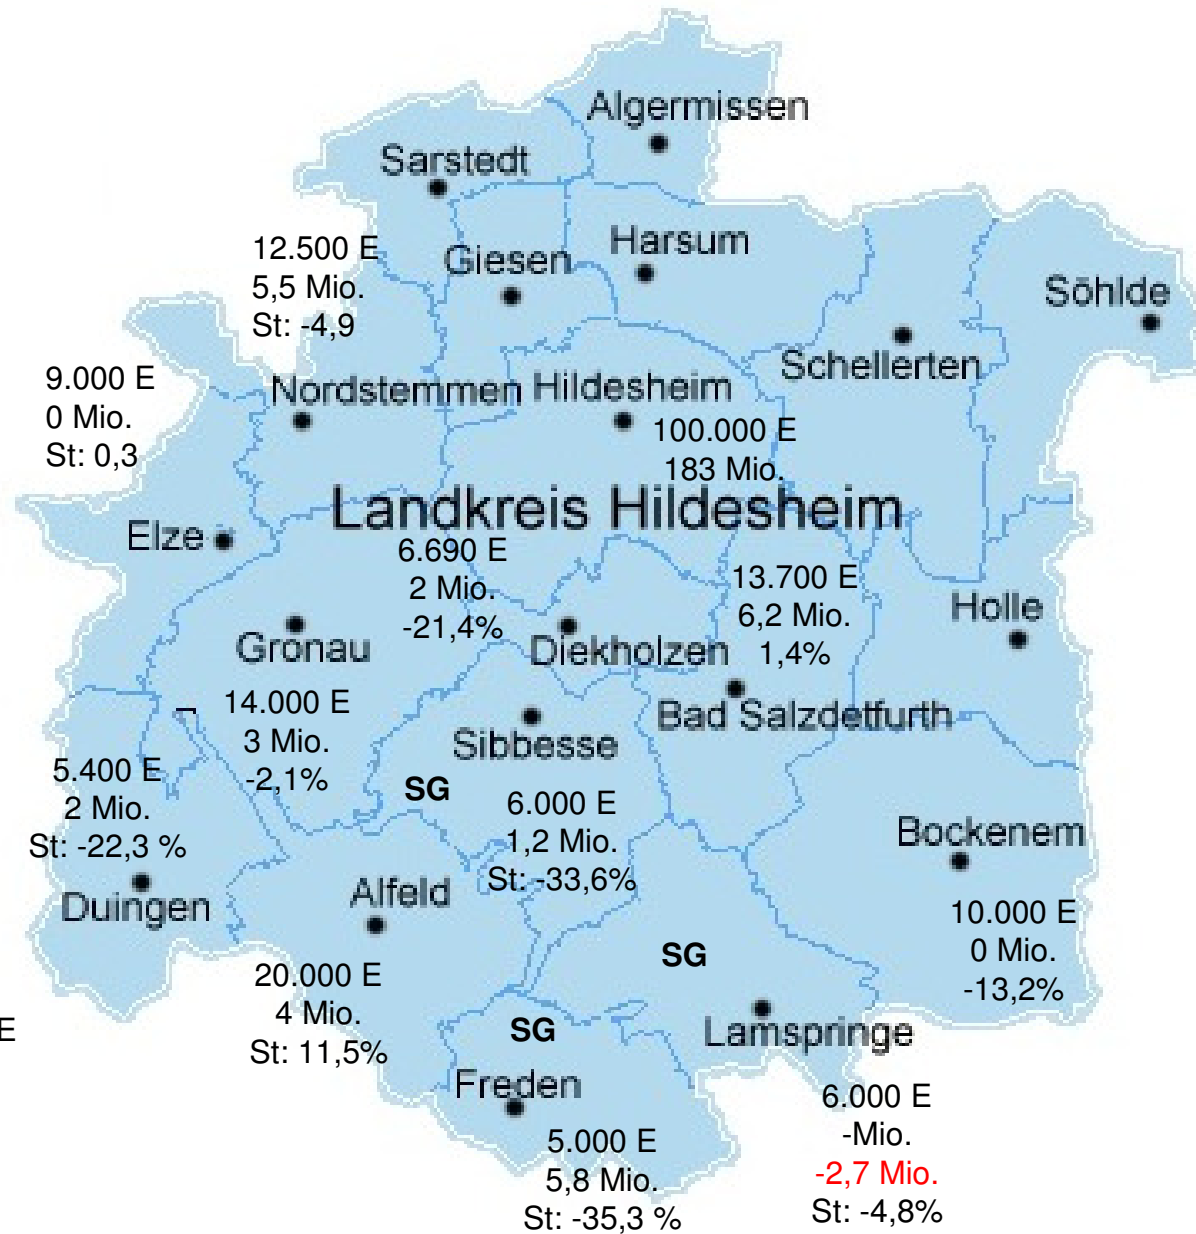 Algermissen
Sarstedt
12.500 E
5,5 Mio.
St: -4,9
Giesen
Harsum
Söhlde
Schellerten
9.000 E
0 Mio.
St: 0,3
Nordstemmen
Hildesheim
100.000 E
183 Mio.
Landkreis Hildesheim
Elze
6.690 E
2 Mio.
-21,4%
13.700 E
6,2 Mio.
1,4%
Holle
Gronau
Diekholzen
Bad Salzdetfurth
14.000 E
3 Mio.
-2,1%
Sibbesse
SG
6.000 E
1,2 Mio.
St: -33,6%
5.400 E
2 Mio.
St: -22,3 %
Duingen
Bockenem
10.000 E
0 Mio.
-13,2%
Alfeld
20.000 E
4 Mio.
St: 11,5%
SG
Lamspringe
6.000 E
-Mio.
-2,7 Mio.
St: -4,8%
E
SG
Freden
5.000 E
5,8 Mio.
St: -35,3 %